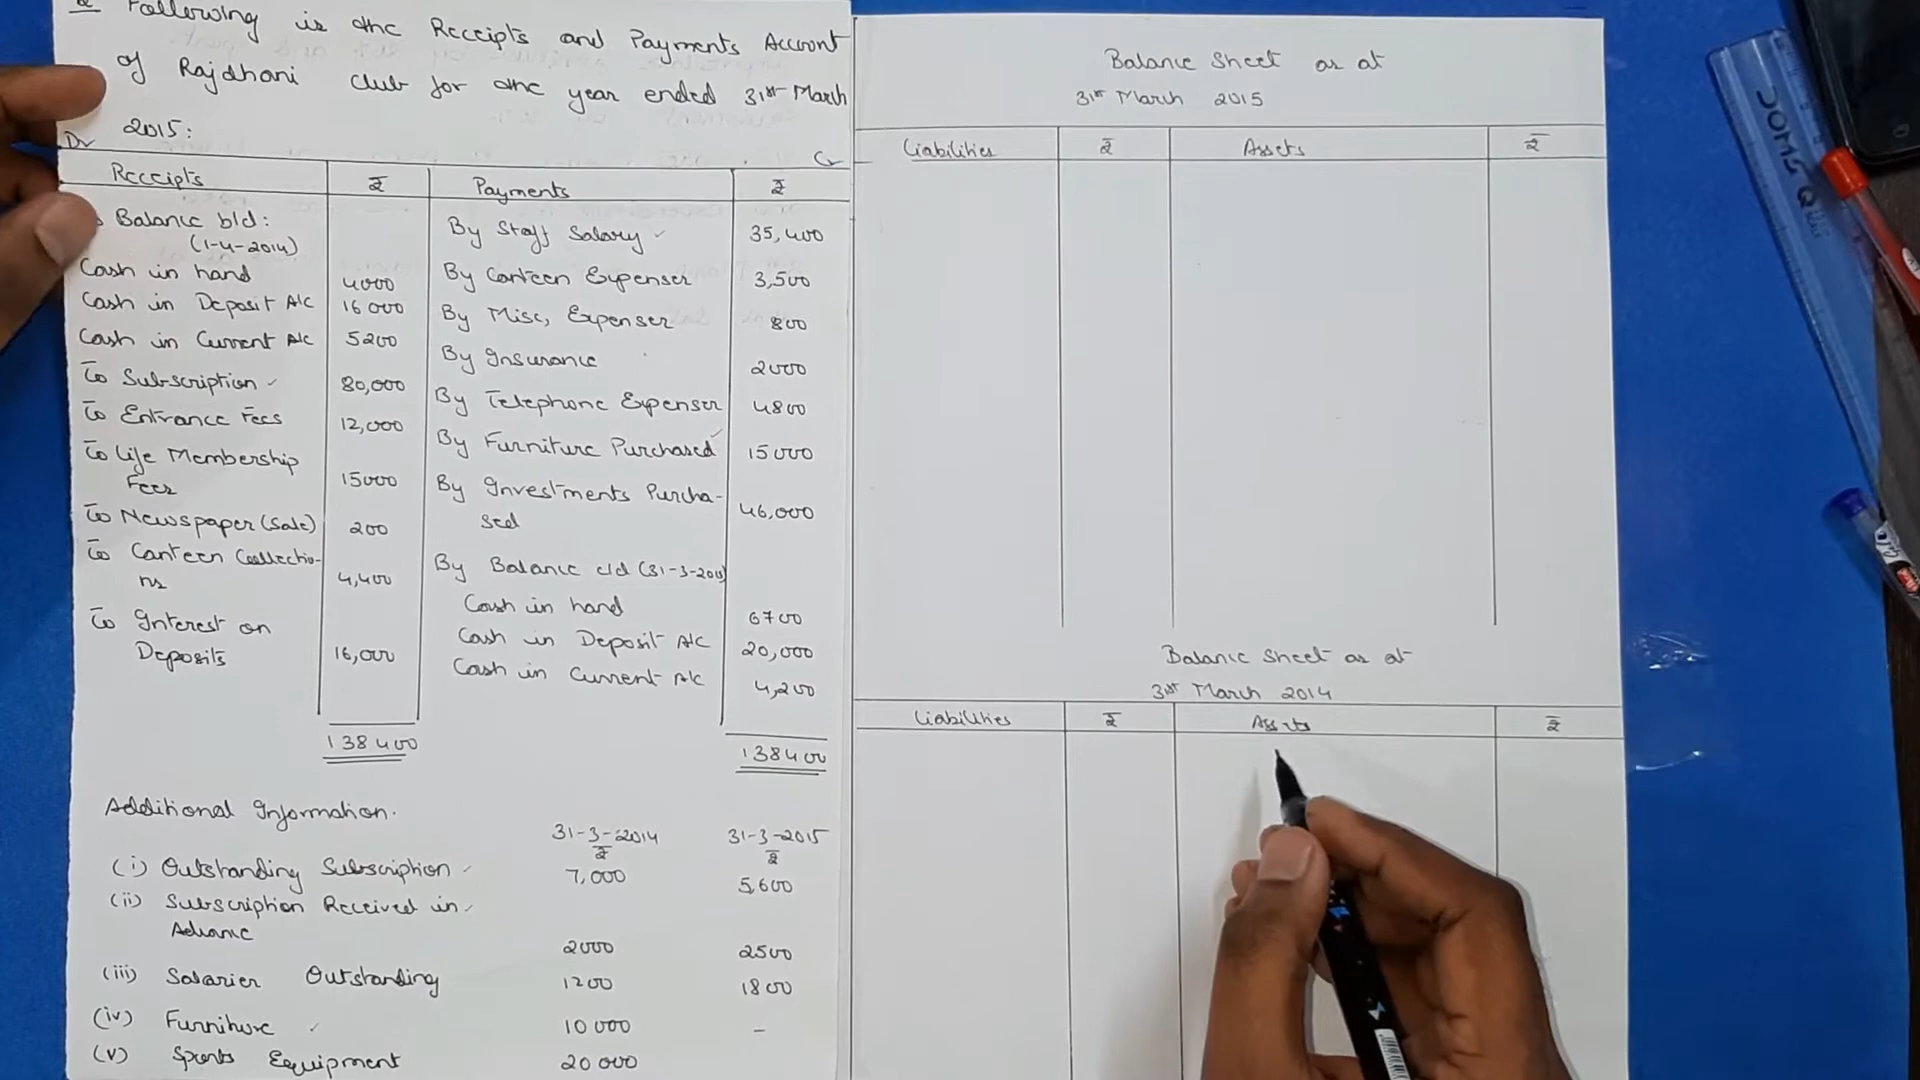 Q Following is the Receipts and Payments Account
of Rajdhani Club for the year ended 31st March
2015:
Dr Cr
Receipts ₹ Payments ₹
Balance b/d:
(1-4-2014)
By Staff Salary 35,400
Cash in hand 4000 By Canteen Expenses 3,500
Cash in Deposit A/c 16000 By Misc, Expenses 800
Cash in Current A/c 5200 By Insurance 2000
To Subscription 80,000 By Telephone Expenses 4800
To Entrance Fees 12,000 By Furniture Purchased 15000
To Life Membership
Fees 15000 By Investments Purcha-
sed 46,000
To Newspaper (Sale) 200
To Canteen Collectio-
ns 4,400 By Balance c/d (31-3-2015)
Cash in hand 6700
To Interest on
Deposits 16,000 Cash in Deposit A/c 20,000
Cash in Current A/c 4,200
138400 138400
Additional Information.
31-3-2014 31-3-2015
₹ ₹
(i) Outstanding Subscription 7,000 5,600
(ii) Subscription Received in
Advance 2000 2500
(iii) Salaries Outstanding 1200 1800
(iv) Furniture 10000 -
(v) Sports Equipment 20000
Balance Sheet as at
31st March 2015
Liabilities ₹ Assets ₹
Balance Sheet as at
31st March 2014
Liabilities ₹ Assets ₹
DOMS